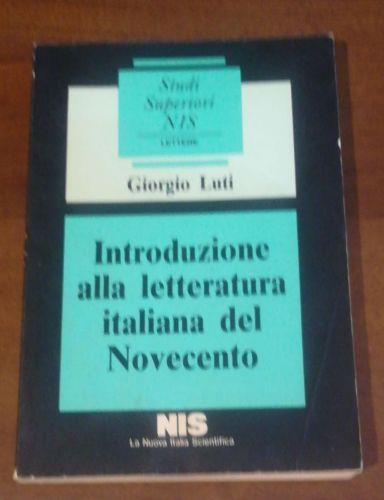 Studi
Superiori
NIS
LETTERE
Giorgio Luti
Introduzione
alla letteratura
italiana del
Novecento
NIS
La Nuova Italia Scientifica